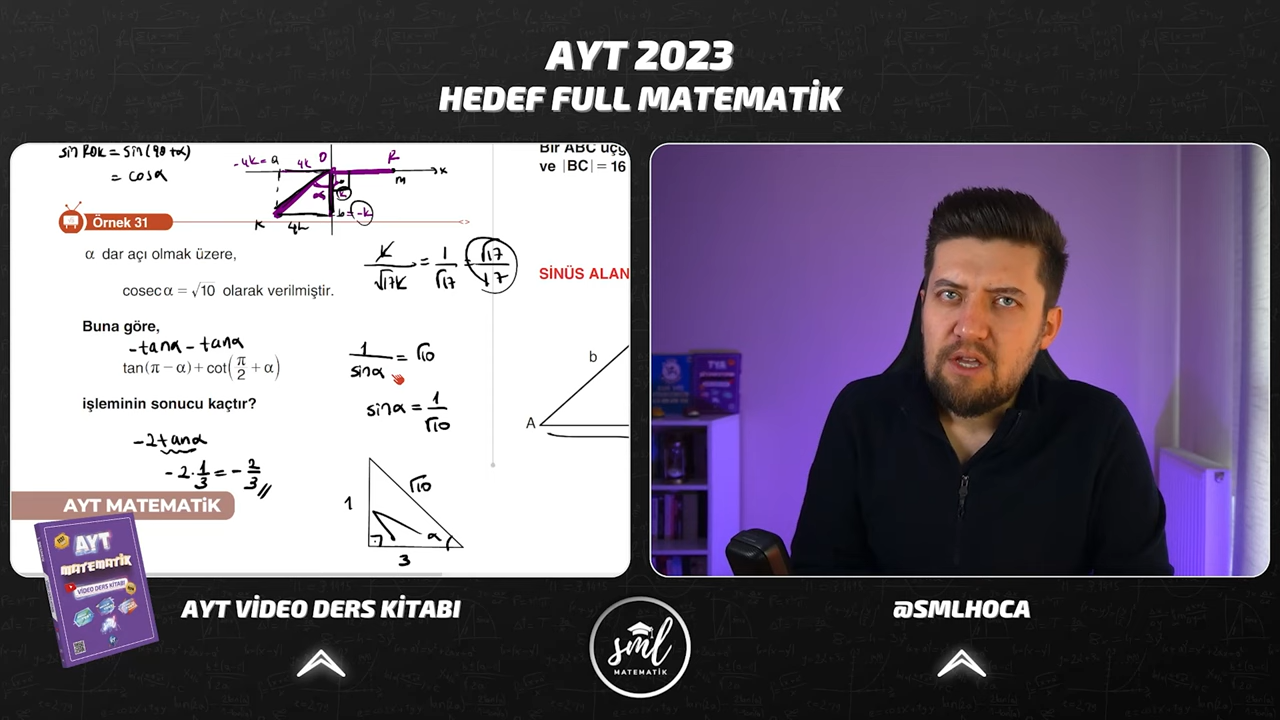 AYT 2023
HEDEF FULL MATEMATİK
sin ROK = sin(90+α)
= cosα
-4k = a
4k
O
R
m
x
α
k
b = -k
K
4k
Örnek 31
α dar açı olmak üzere,
cosec α = √10 olarak verilmiştir.
Buna göre,
-tanα - tanα
tan(π − α) + cot(π/2 + α)
işleminin sonucu kaçtır?
-2tanα
-2·1/3 = -2/3
k/√17k = 1/√17 = √17/17
1/sinα = √10
sinα = 1/√10
1
√10
α
3
Bir ABC üçg
ve |BC| = 16
SİNÜS ALAN
b
A
AYT MATEMATİK
AYT
MATEMATİK
VİDEO DERS KİTABI
AYT VİDEO DERS KİTABI
sml
MATEMATİK
@SMLHOCA